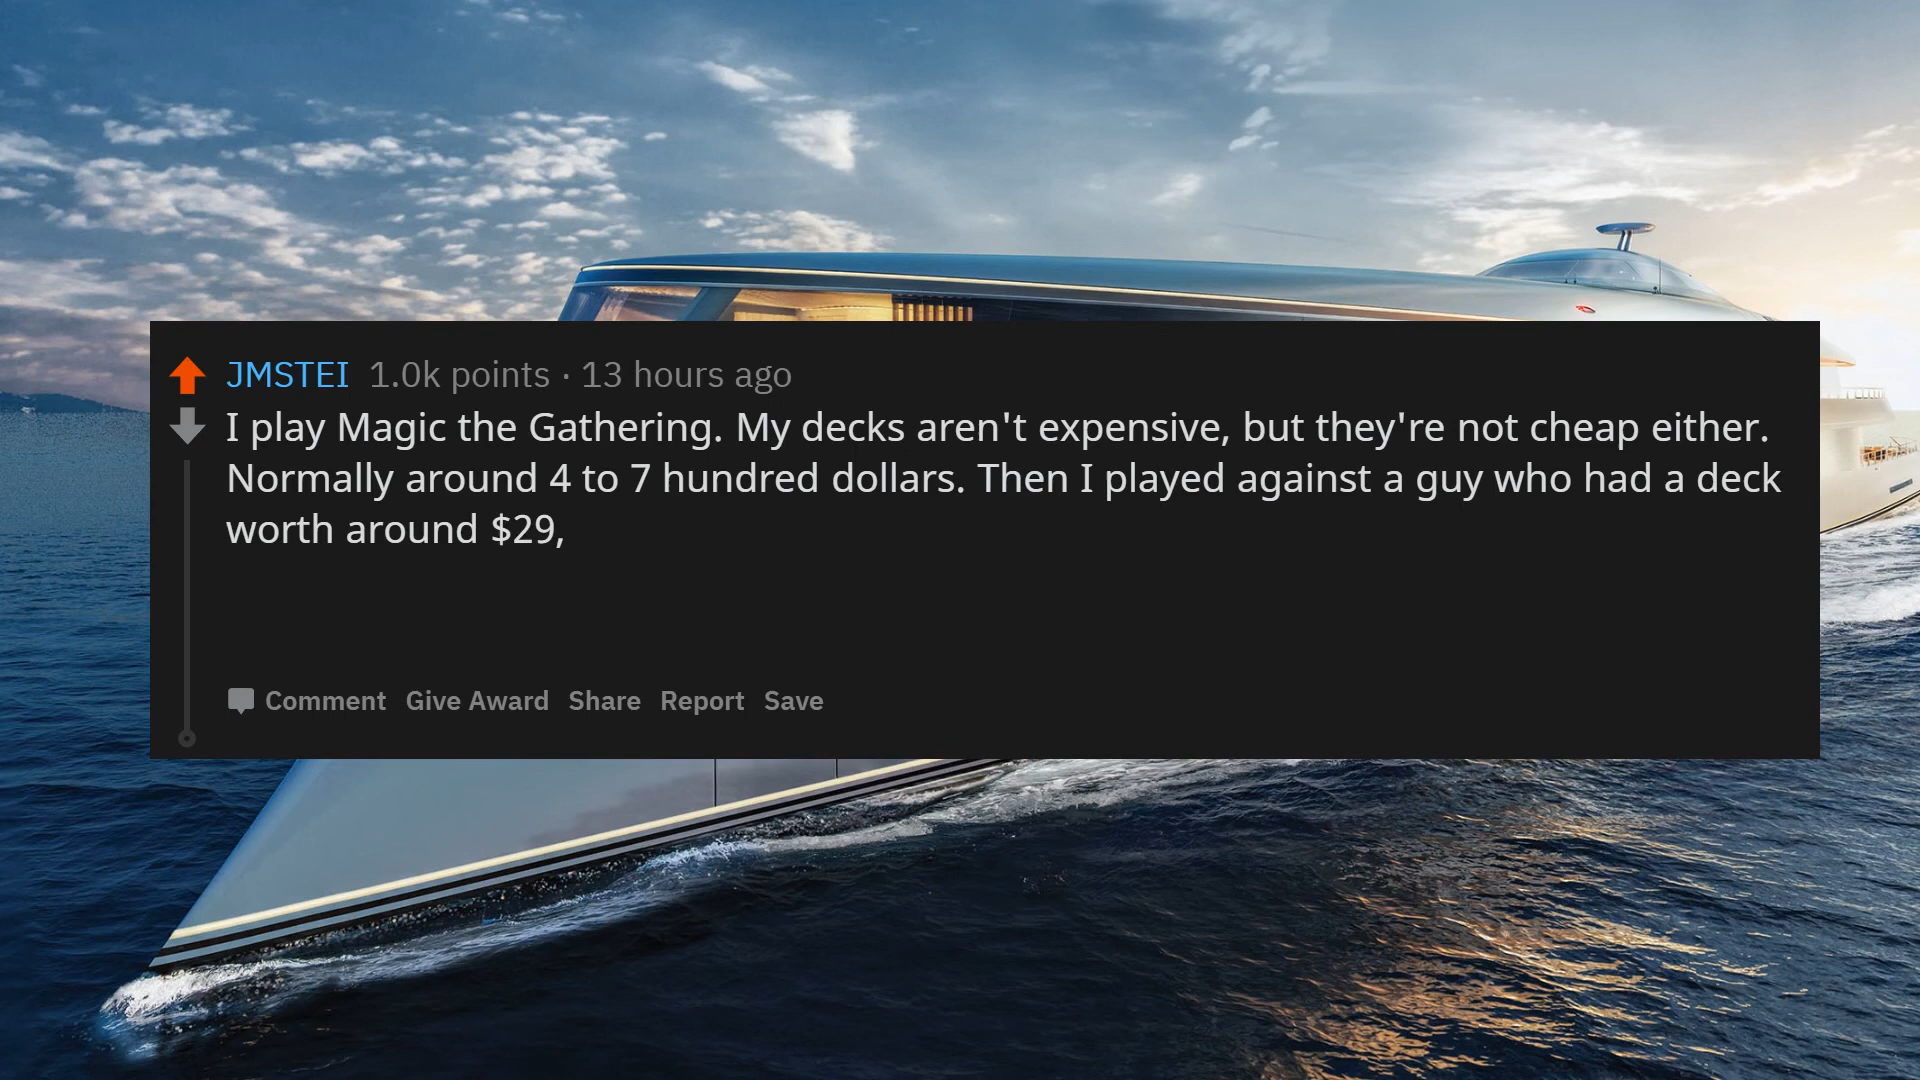 JMSTEI 1.0k points · 13 hours ago
I play Magic the Gathering. My decks aren't expensive, but they're not cheap either.
Normally around 4 to 7 hundred dollars. Then I played against a guy who had a deck
worth around $29,
Comment Give Award Share Report Save